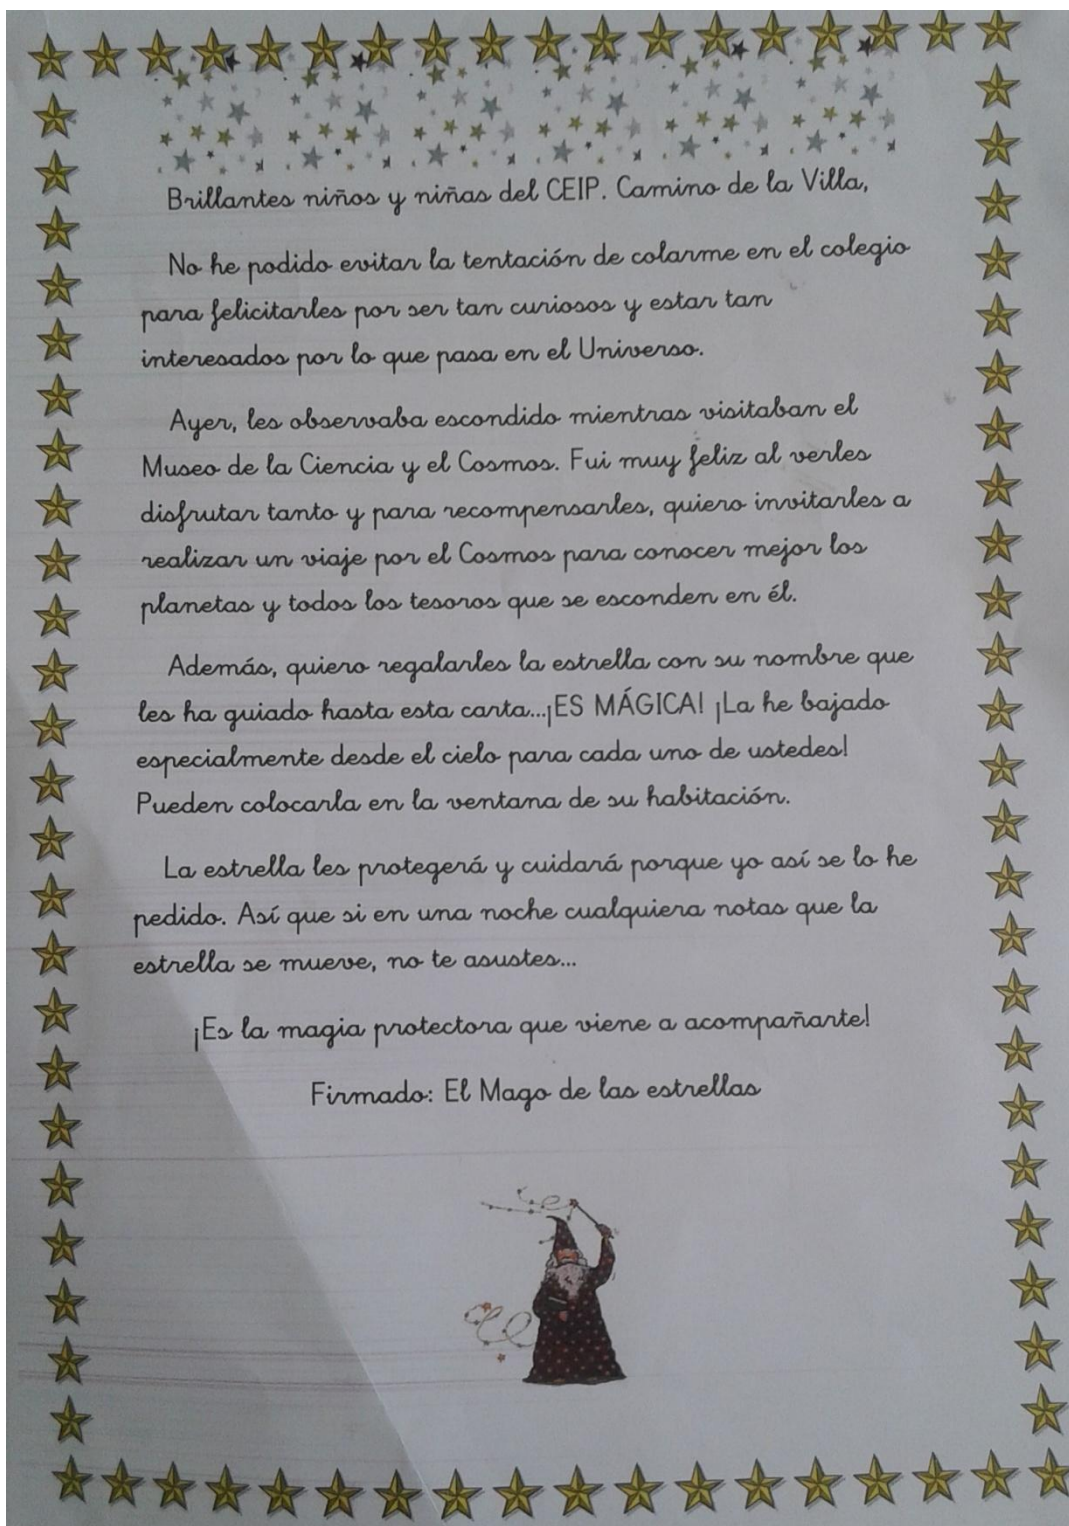 Brillantes niños y niñas del CEIP. Camino de la Villa,
No he podido evitar la tentación de colarme en el colegio
para felicitarles por ser tan curiosos y estar tan
interesados por lo que pasa en el Universo.
Ayer, les observaba escondido mientras visitaban el
Museo de la Ciencia y el Cosmos. Fui muy feliz al verles
disfrutar tanto y para recompensarles, quiero invitarles a
realizar un viaje por el Cosmos para conocer mejor los
planetas y todos los tesoros que se esconden en él.
Además, quiero regalarles la estrella con su nombre que
les ha guiado hasta esta carta...¡ES MÁGICA! ¡La he bajado
especialmente desde el cielo para cada uno de ustedes!
Pueden colocarla en la ventana de su habitación.
La estrella les protegerá y cuidará porque yo así se lo he
pedido. Así que si en una noche cualquiera notas que la
estrella se mueve, no te asustes...
¡Es la magia protectora que viene a acompañarte!
Firmado: El Mago de las estrellas